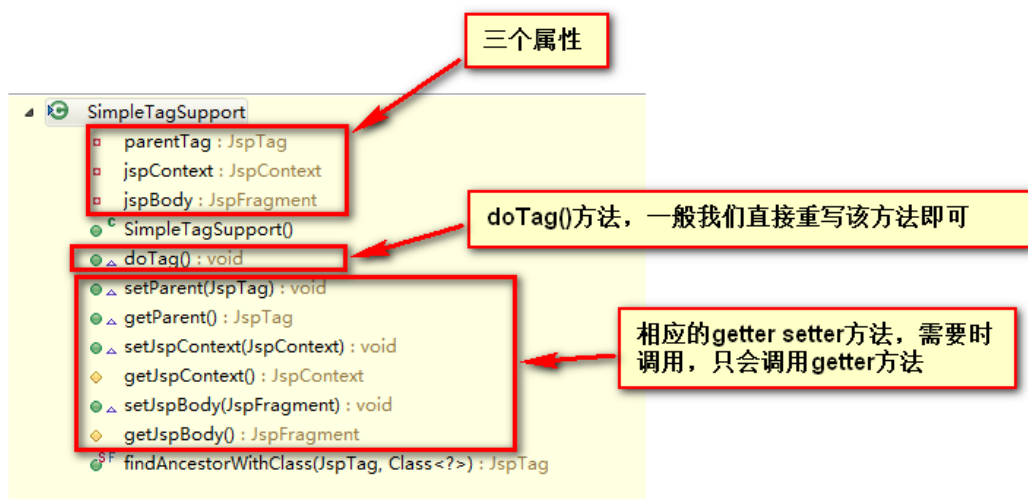 三个属性
SimpleTagSupport
parentTag : JspTag
jspContext : JspContext
jspBody : JspFragment
SimpleTagSupport()
doTag()方法，一般我们直接重写该方法即可
doTag() : void
setParent(JspTag) : void
getParent() : JspTag
setJspContext(JspContext) : void
getJspContext() : JspContext
setJspBody(JspFragment) : void
getJspBody() : JspFragment
相应的getter setter方法，需要时
调用，只会调用getter方法
findAncestorWithClass(JspTag, Class<?>) : JspTag